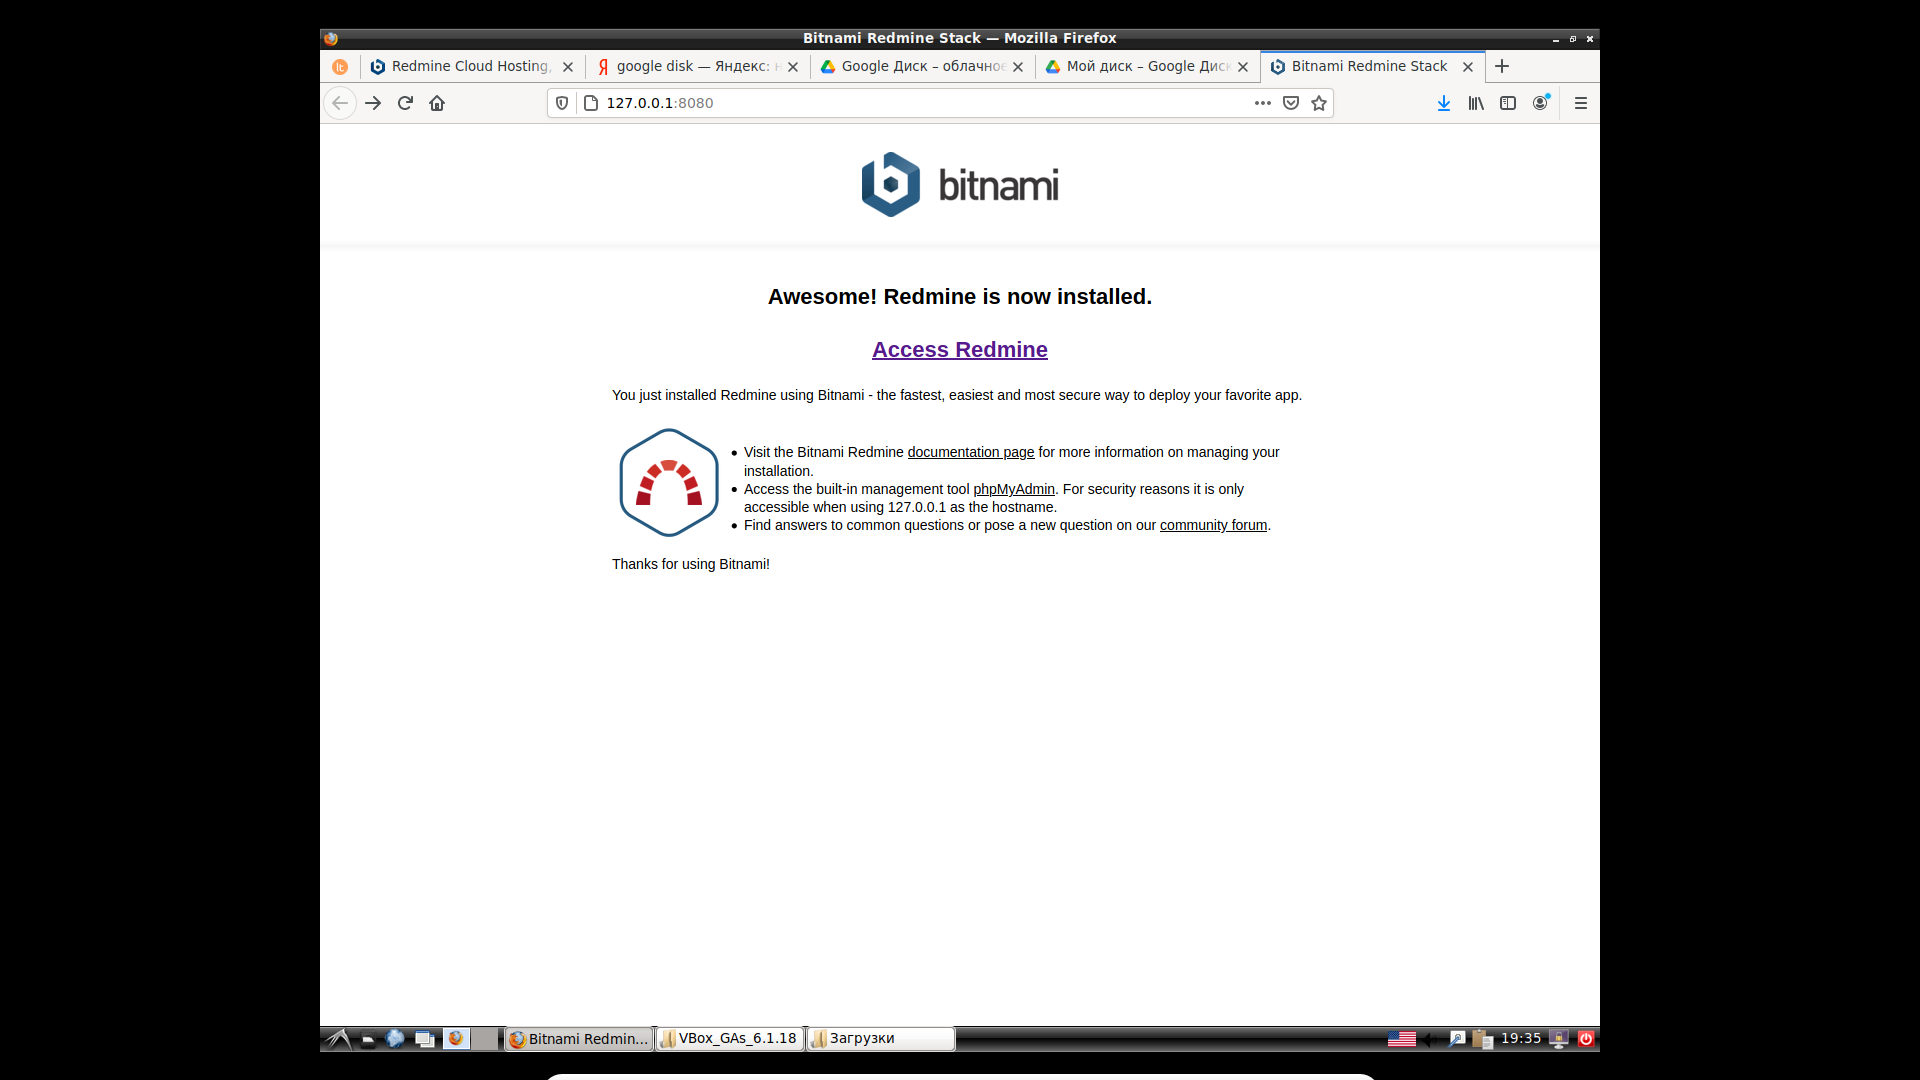 Bitnami Redmine Stack — Mozilla Firefox
Redmine Cloud Hosting,
google disk — Яндекс:
Google Диск – облачное
Мой диск – Google Диск
Bitnami Redmine Stack
127.0.0.1:8080
bitnami
Awesome! Redmine is now installed.
Access Redmine
You just installed Redmine using Bitnami - the fastest, easiest and most secure way to deploy your favorite app.
• Visit the Bitnami Redmine documentation page for more information on managing your
installation.
• Access the built-in management tool phpMyAdmin. For security reasons it is only
accessible when using 127.0.0.1 as the hostname.
• Find answers to common questions or pose a new question on our community forum.
Thanks for using Bitnami!
Bitnami Redmin...
VBox_GAs_6.1.18
Загрузки
19:35